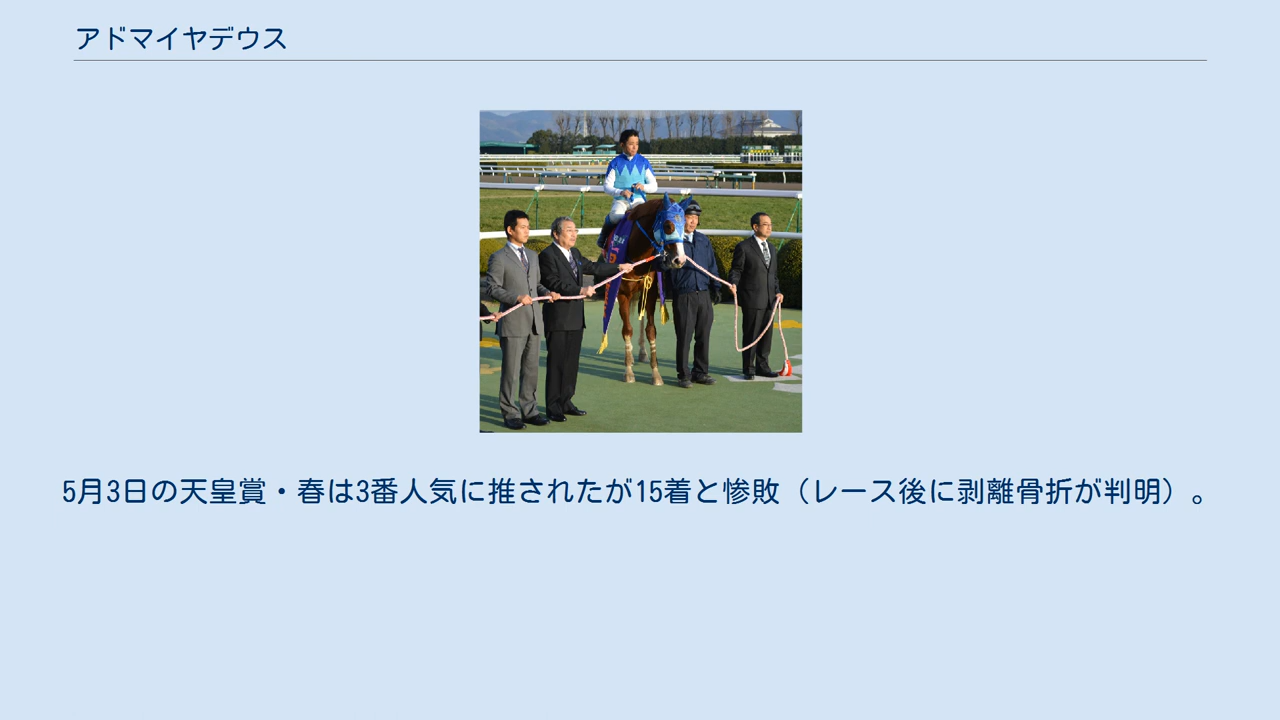 アドマイヤデウス
5月3日の天皇賞・春は3番人気に推されたが15着と惨敗（レース後に剥離骨折が判明）。